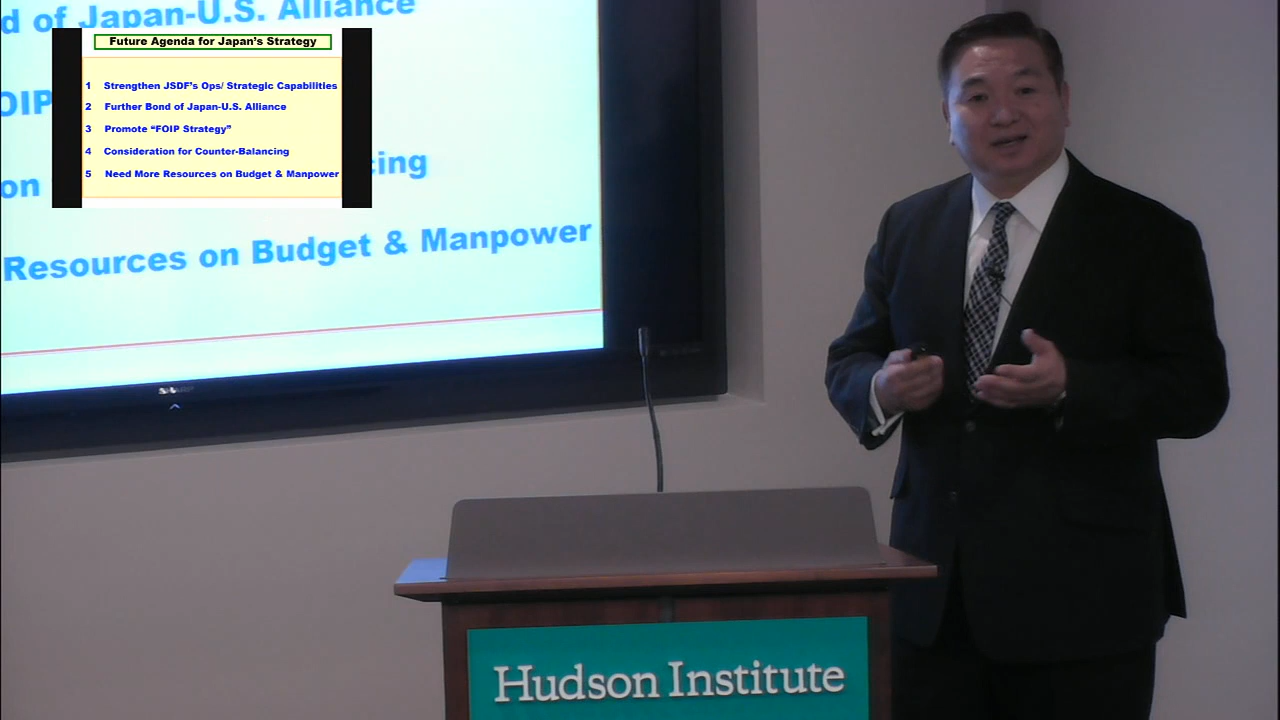 d of Japan-U.S. Alliance
Future Agenda for Japan's Strategy
1 Strengthen JSDF's Ops/ Strategic Capabilities
2 Further Bond of Japan-U.S. Alliance
3 Promote “FOIP Strategy”
4 Consideration for Counter-Balancing
5 Need More Resources on Budget & Manpower
OIP
on cing
Resources on Budget & Manpower
SHARP
Hudson Institute